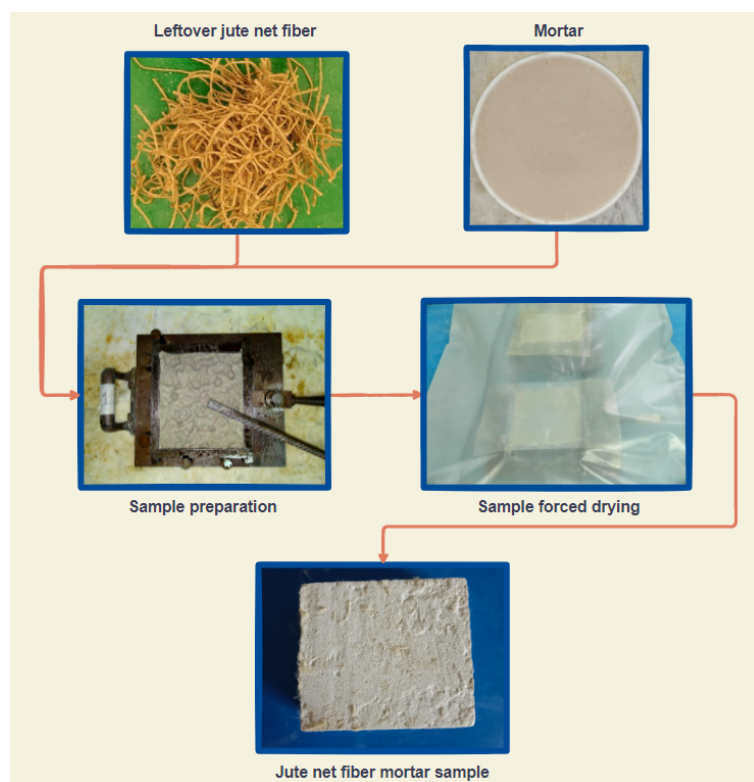 Leftover jute net fiber
Mortar
Sample preparation
Sample forced drying
Jute net fiber mortar sample